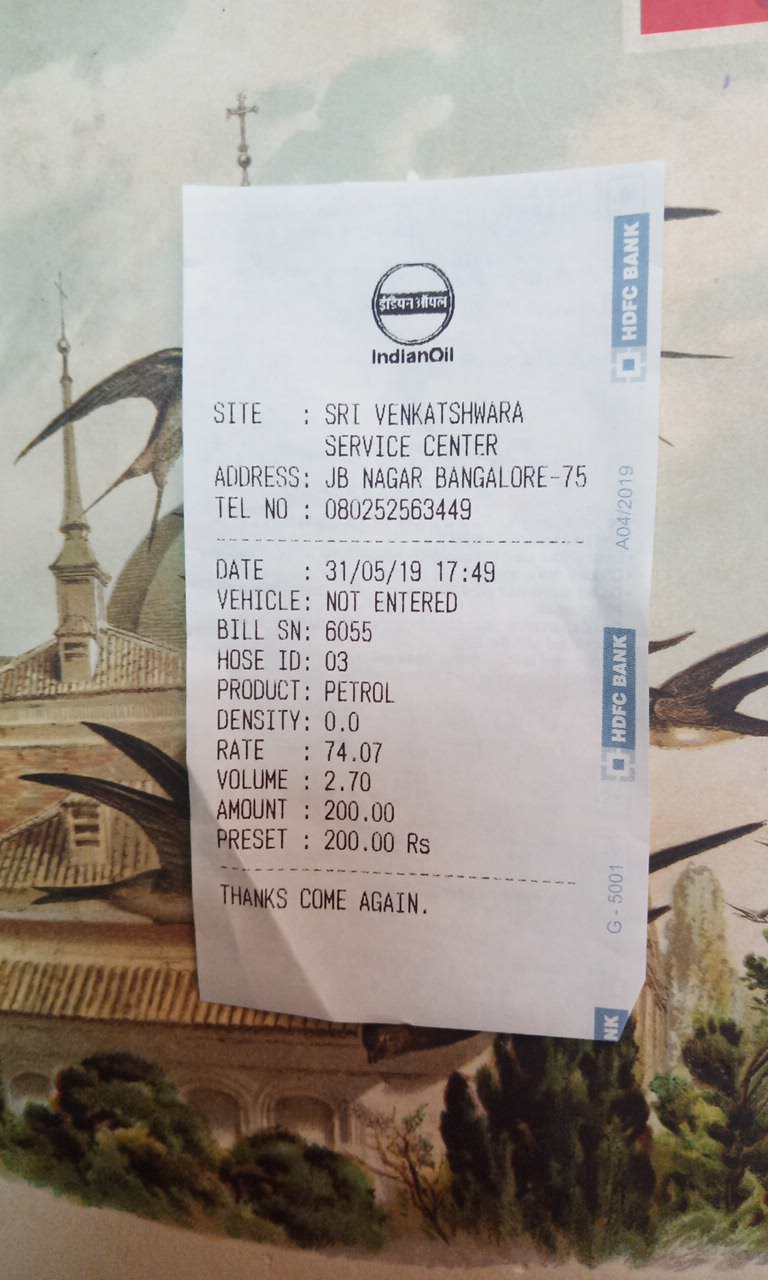 इंडियन ऑयल
IndianOil
SITE : SRI VENKATSHWARA
SERVICE CENTER
ADDRESS: JB NAGAR BANGALORE-75
TEL NO : 080252563449
DATE : 31/05/19 17:49
VEHICLE: NOT ENTERED
BILL SN: 6055
HOSE ID: 03
PRODUCT: PETROL
DENSITY: 0.0
RATE : 74.07
VOLUME : 2.70
AMOUNT : 200.00
PRESET : 200.00 Rs
THANKS COME AGAIN.
HDFC BANK
A04/2019
HDFC BANK
G - 5001
NK